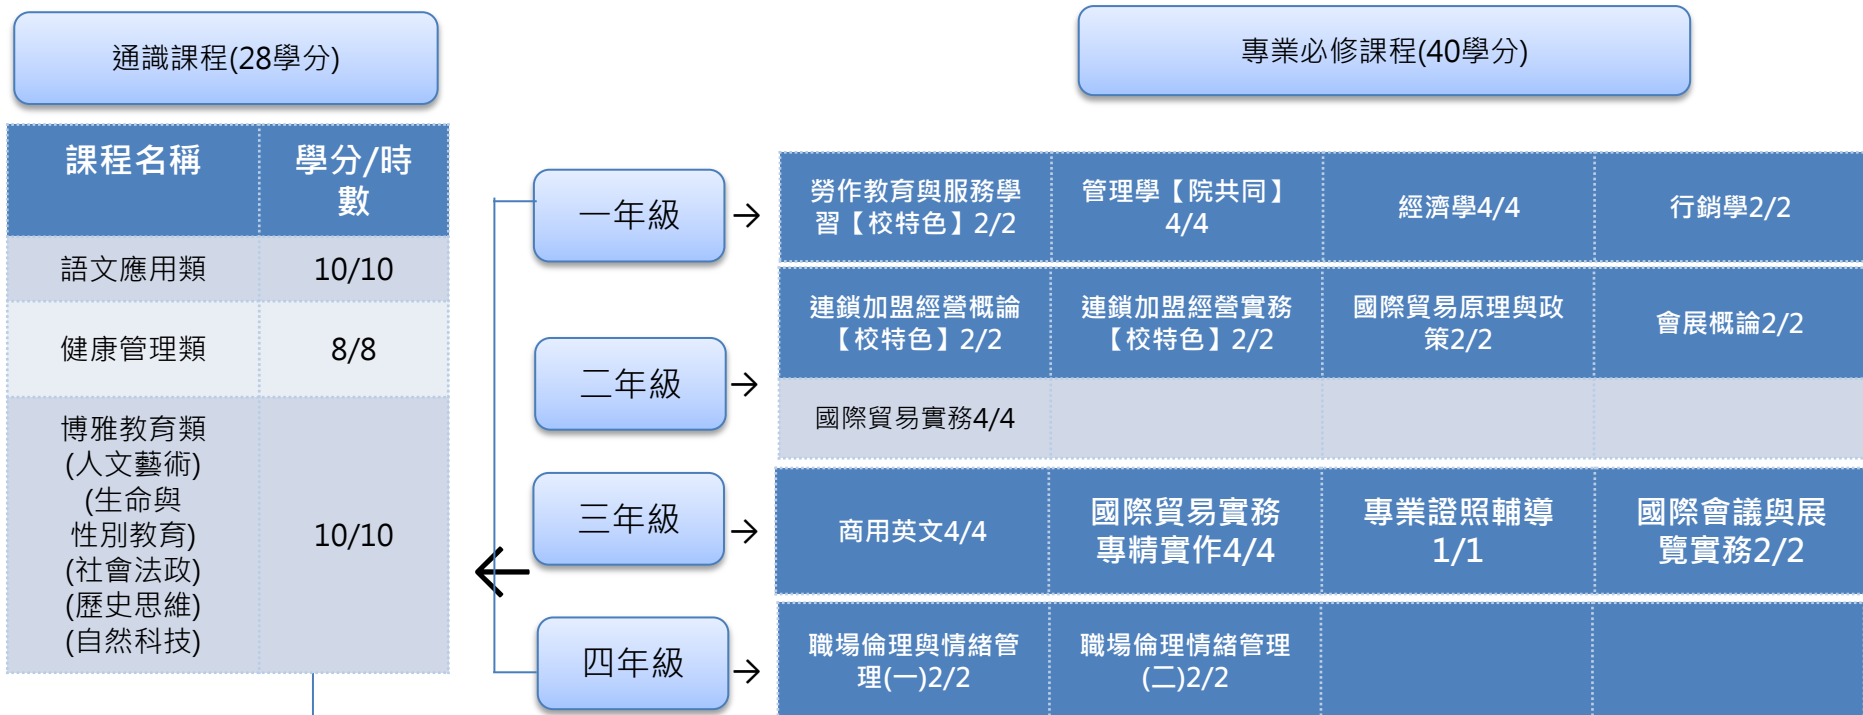 通識課程(28學分)
專業必修課程(40學分)
課程名稱
學分/時
數
語文應用類
10/10
健康管理類
8/8
博雅教育類
(人文藝術)
(生命與
性別教育)
(社會法政)
(歷史思維)
(自然科技)
10/10
一年級
勞作教育與服務學
習【校特色】2/2
管理學【院共同】
4/4
經濟學4/4
行銷學2/2
二年級
連鎖加盟經營概論
【校特色】2/2
連鎖加盟經營實務
【校特色】2/2
國際貿易原理與政
策2/2
會展概論2/2
國際貿易實務4/4
三年級
商用英文4/4
國際貿易實務
專精實作4/4
專業證照輔導
1/1
國際會議與展
覽實務2/2
四年級
職場倫理與情緒管
理(一)2/2
職場倫理情緒管理
(二)2/2